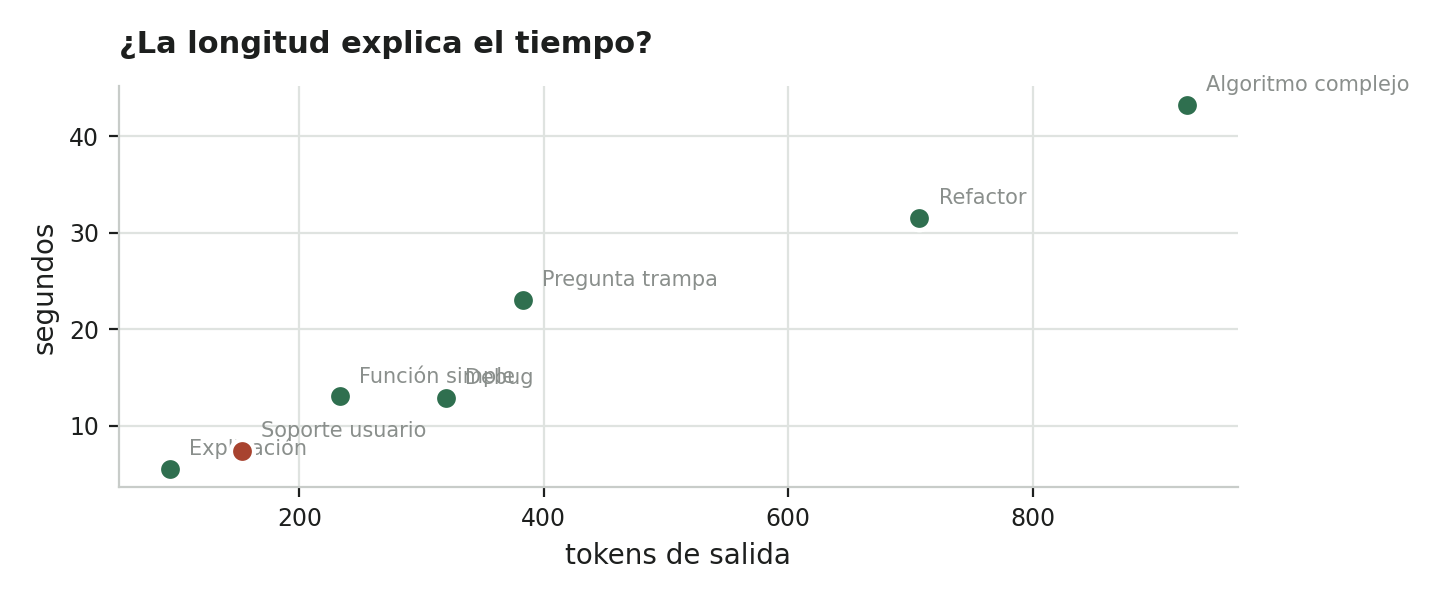 ¿La longitud explica el tiempo?
Algoritmo complejo
40
Refactor
segundos
30
Pregunta trampa
20
Función simple
Debug
10
Soporte usuario
200
400
600
800
tokens de salida